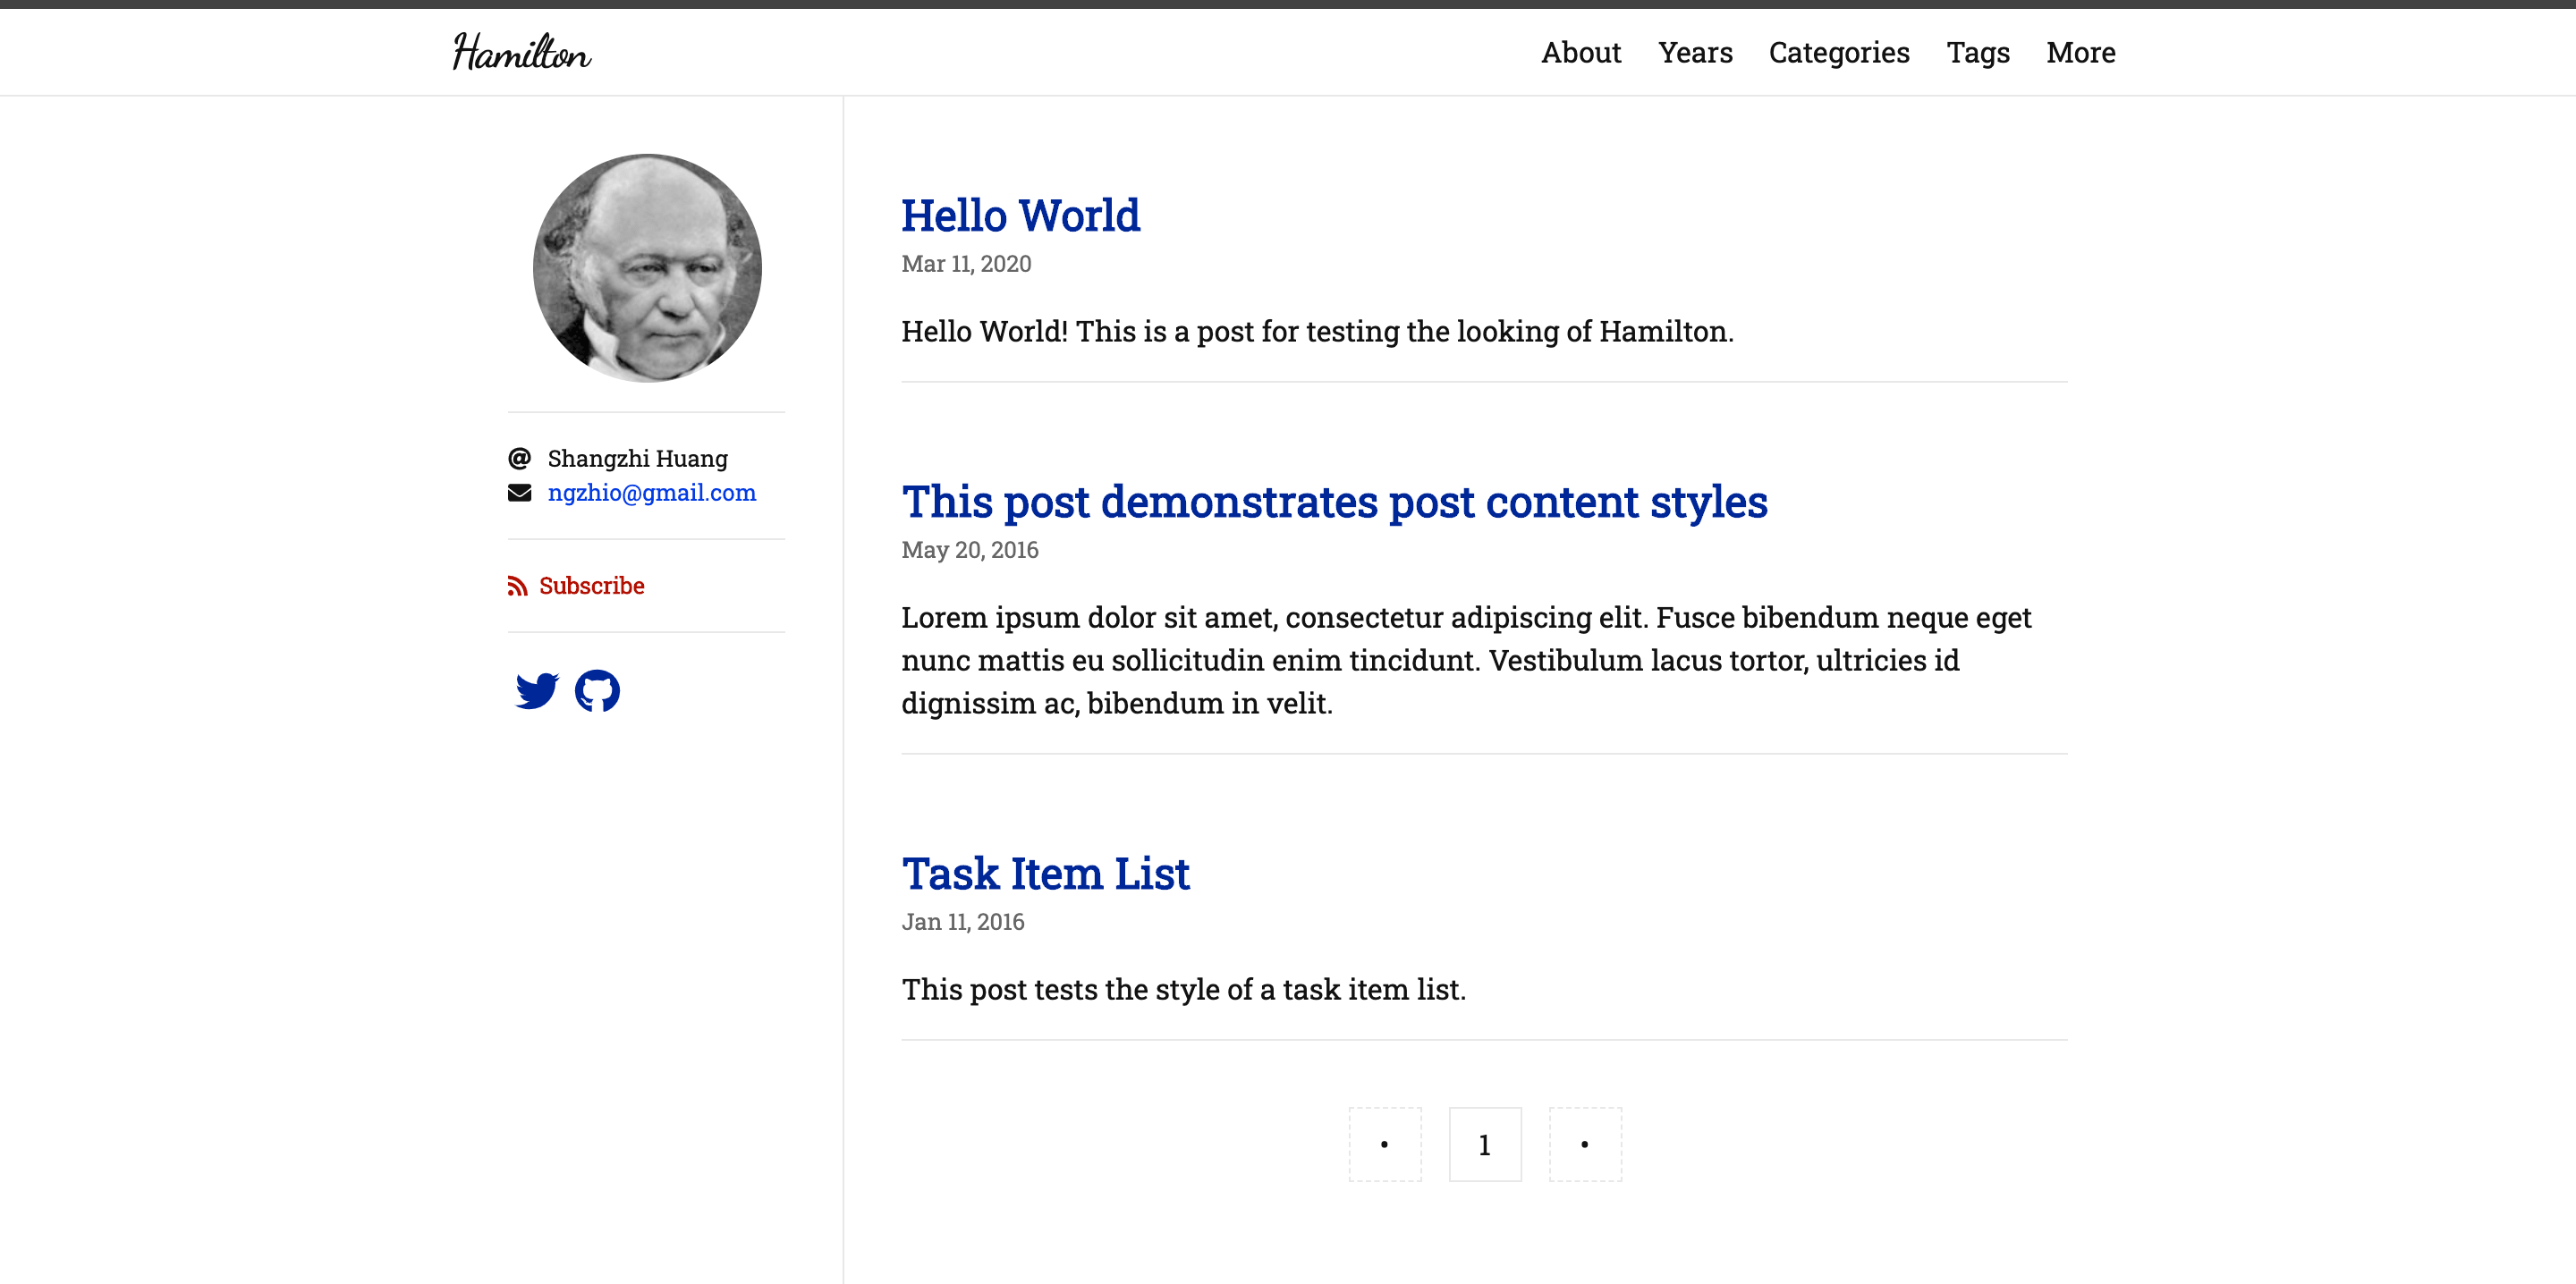 Hamilton
About Years Categories Tags More
Shangzhi Huang
ngzhio@gmail.com
Subscribe
Hello World
Mar 11, 2020
Hello World! This is a post for testing the looking of Hamilton.
This post demonstrates post content styles
May 20, 2016
Lorem ipsum dolor sit amet, consectetur adipiscing elit. Fusce bibendum neque eget
nunc mattis eu sollicitudin enim tincidunt. Vestibulum lacus tortor, ultricies id
dignissim ac, bibendum in velit.
Task Item List
Jan 11, 2016
This post tests the style of a task item list.
• 1 •